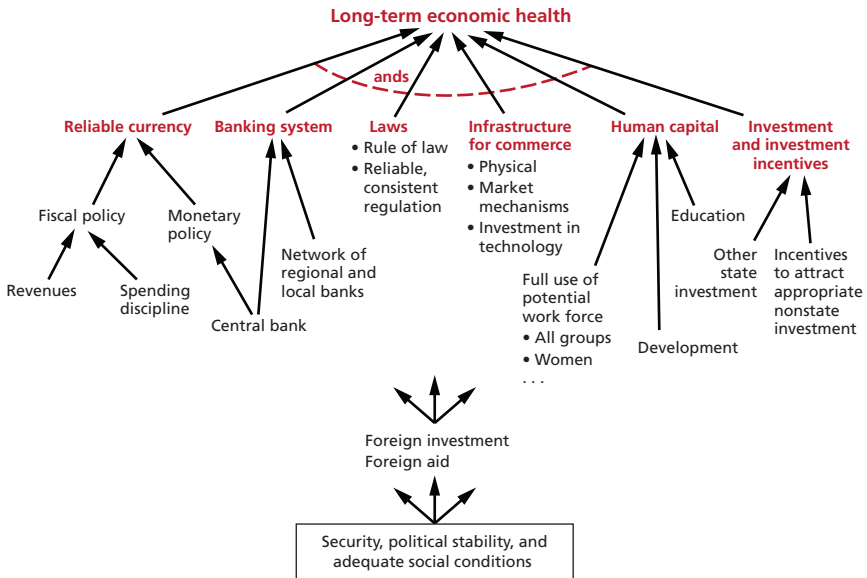 Long-term economic health
ands
Reliable currency
Banking system
Laws
• Rule of law
• Reliable,
consistent
regulation
Infrastructure
for commerce
• Physical
• Market
mechanisms
• Investment in
technology
Human capital
Investment
and investment
incentives
Fiscal policy
Monetary
policy
Revenues
Spending
discipline
Central bank
Network of
regional and
local banks
Full use of
potential
work force
• All groups
• Women
. . .
Education
Development
Other
state
investment
Incentives
to attract
appropriate
nonstate
investment
Foreign investment
Foreign aid
Security, political stability, and
adequate social conditions